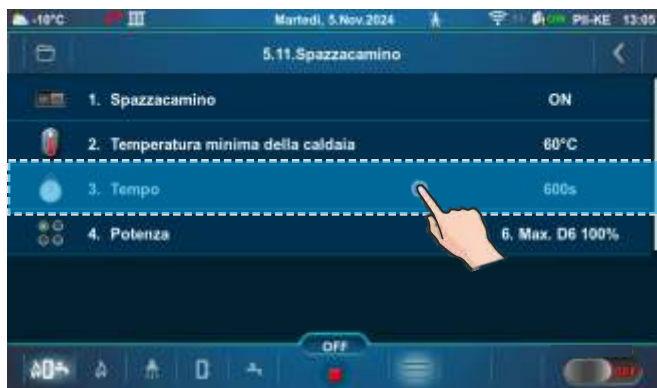 -10°C Martedì, 5.Nov.2024 PII-KE 13:05
5.11.Spazzacamino
1. Spazzacamino ON
2. Temperatura minima della caldaia 60°C
3. Tempo 600s
4. Potenza 6. Max. D6 100%
OFF
OFF